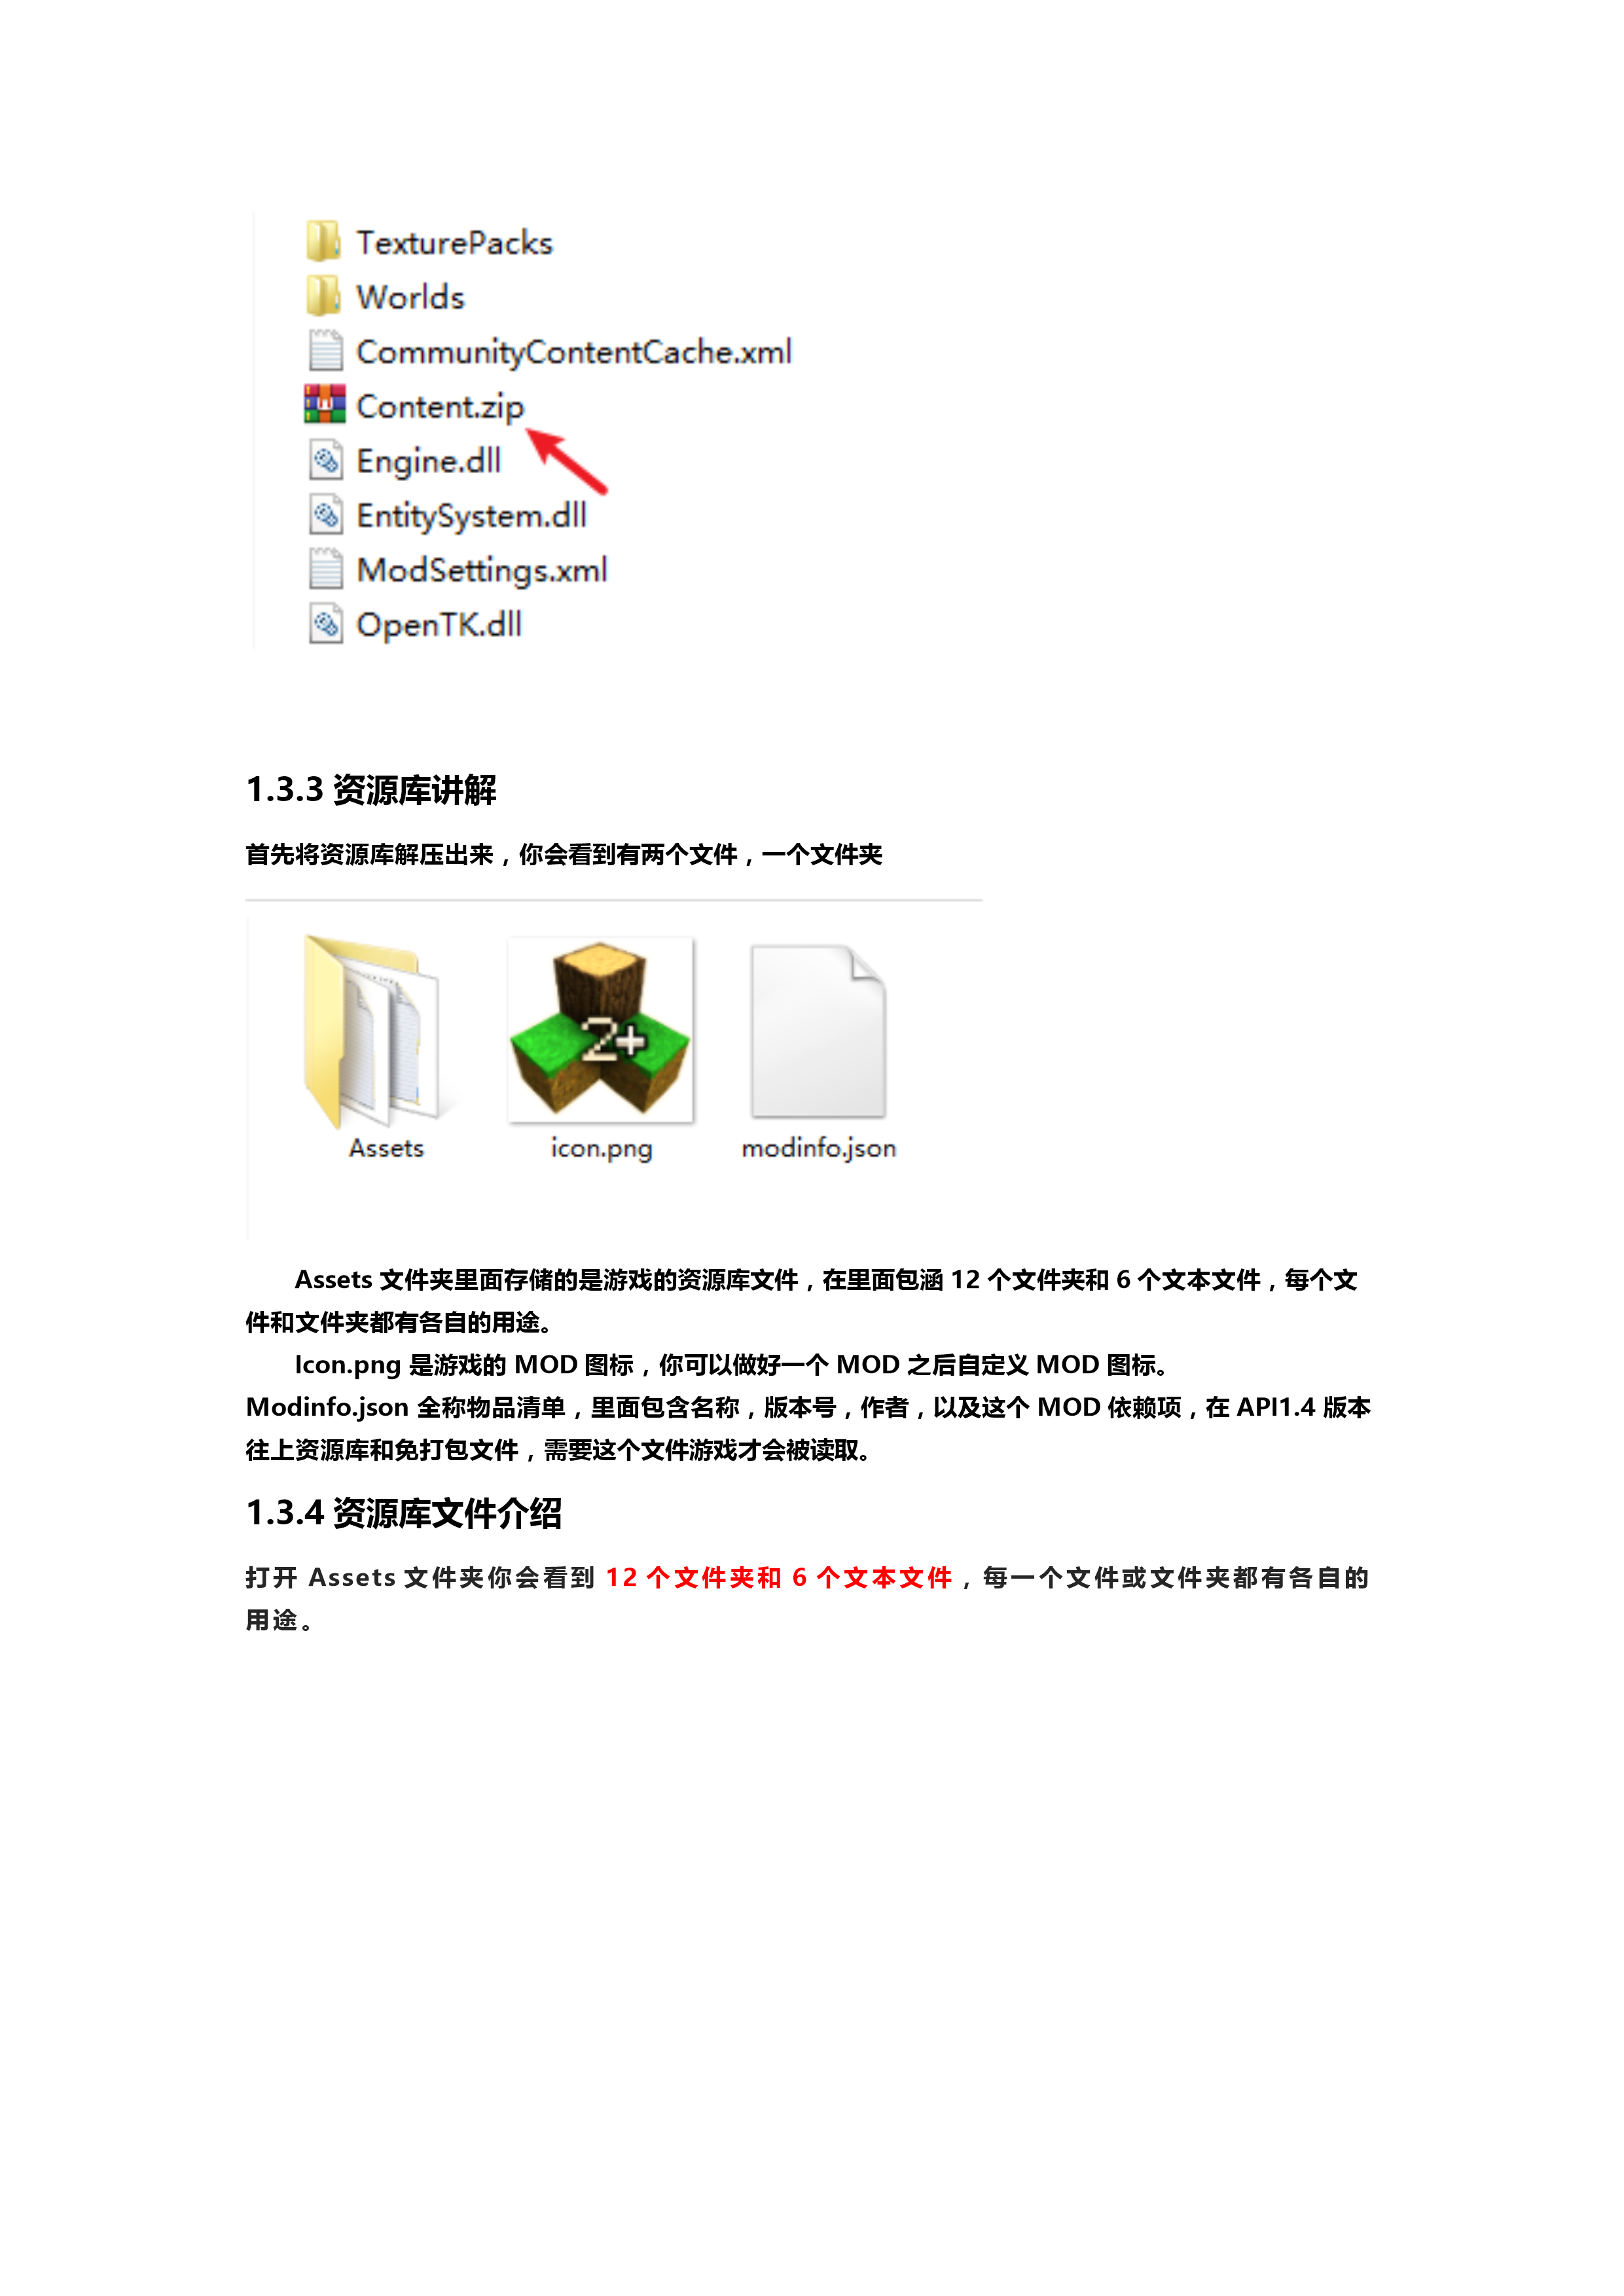 TexturePacks
Worlds
CommunityContentCache.xml
Content.zip
Engine.dll
EntitySystem.dll
ModSettings.xml
OpenTK.dll
1.3.3 资源库讲解
首先将资源库解压出来，你会看到有两个文件，一个文件夹
2+
Assets icon.png modinfo.json
Assets 文件夹里面存储的是游戏的资源库文件，在里面包涵 12 个文件夹和 6 个文本文件，每个文
件和文件夹都有各自的用途。
Icon.png 是游戏的 MOD 图标，你可以做好一个 MOD 之后自定义 MOD 图标。
Modinfo.json 全称物品清单，里面包含名称，版本号，作者，以及这个 MOD 依赖项，在 API1.4 版本
往上资源库和免打包文件，需要这个文件游戏才会被读取。
1.3.4 资源库文件介绍
打开 Assets 文件夹你会看到 12 个文件夹和 6 个文本文件，每一个文件或文件夹都有各自的
用途。